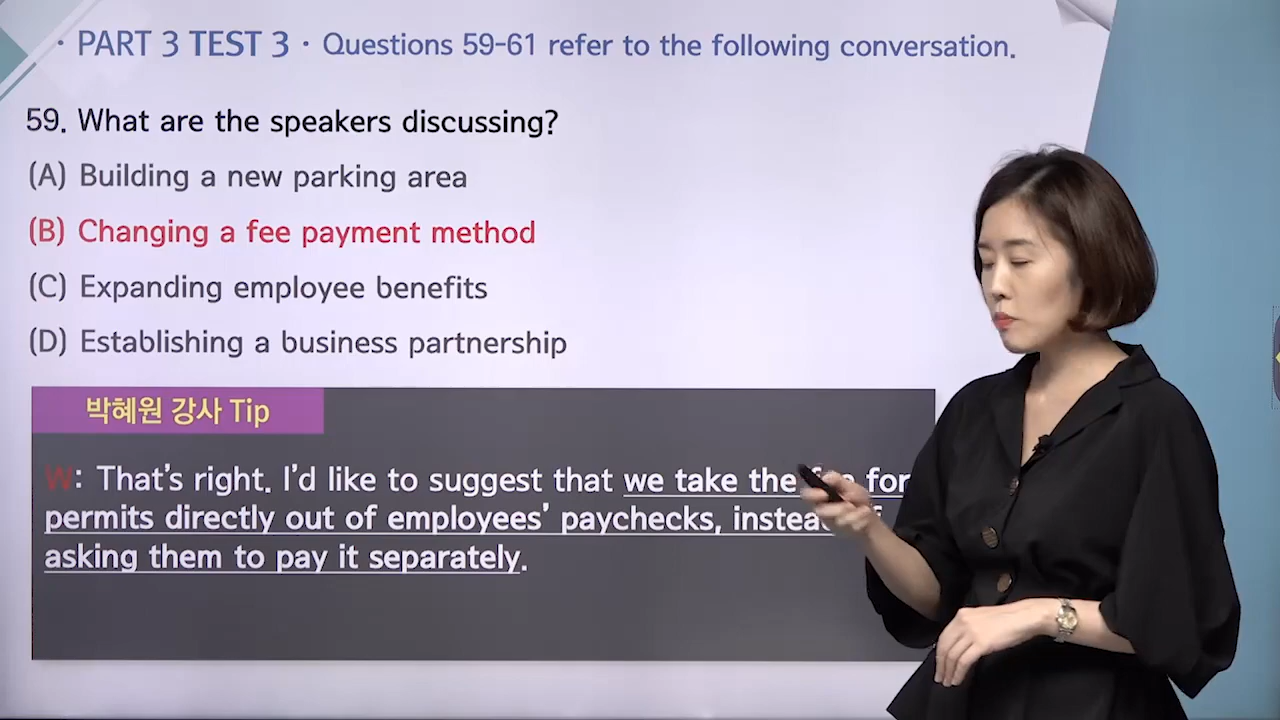 · PART 3 TEST 3 · Questions 59-61 refer to the following conversation.
59. What are the speakers discussing?
(A) Building a new parking area
(B) Changing a fee payment method
(C) Expanding employee benefits
(D) Establishing a business partnership
박혜원 강사 Tip
W: That's right. I'd like to suggest that we take the for
permits directly out of employees' paychecks,
asking them to pay it separately.